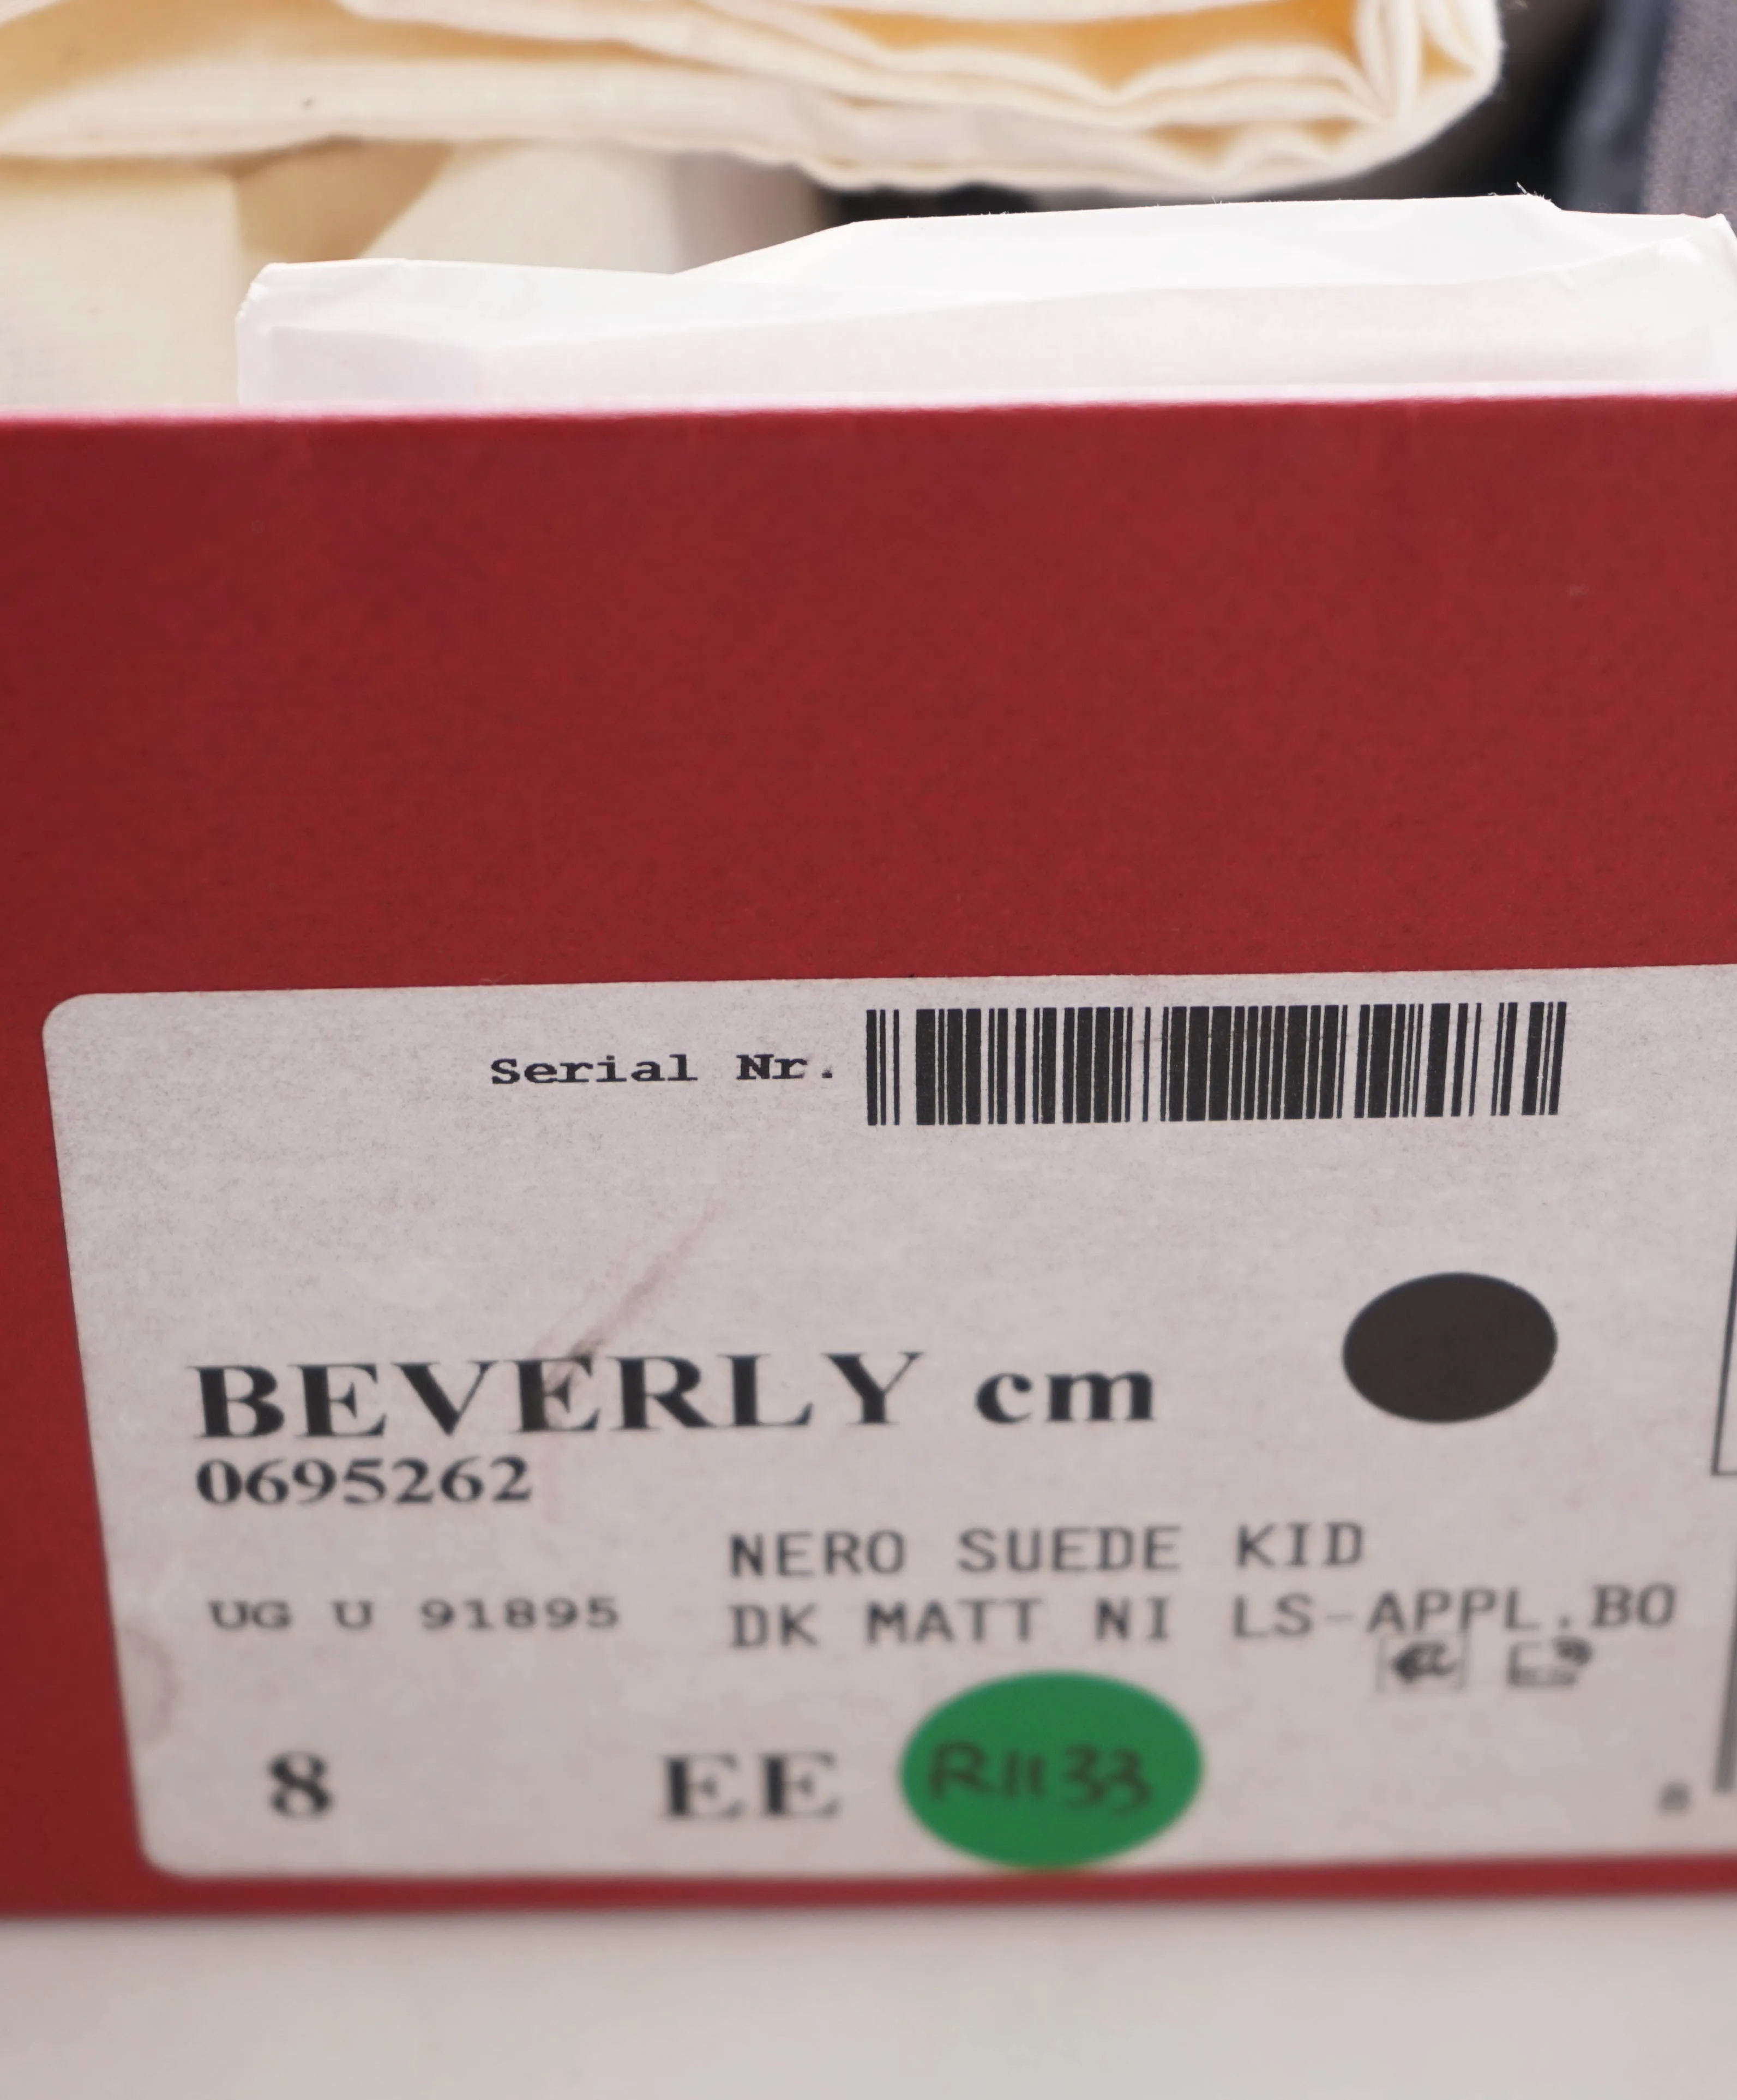 Serial Nr.
BEVERLY cm
0695262
NERO SUEDE KID
UG U 91895
DK MATT NI LS-APPL.BO
8
EE
R1133
8